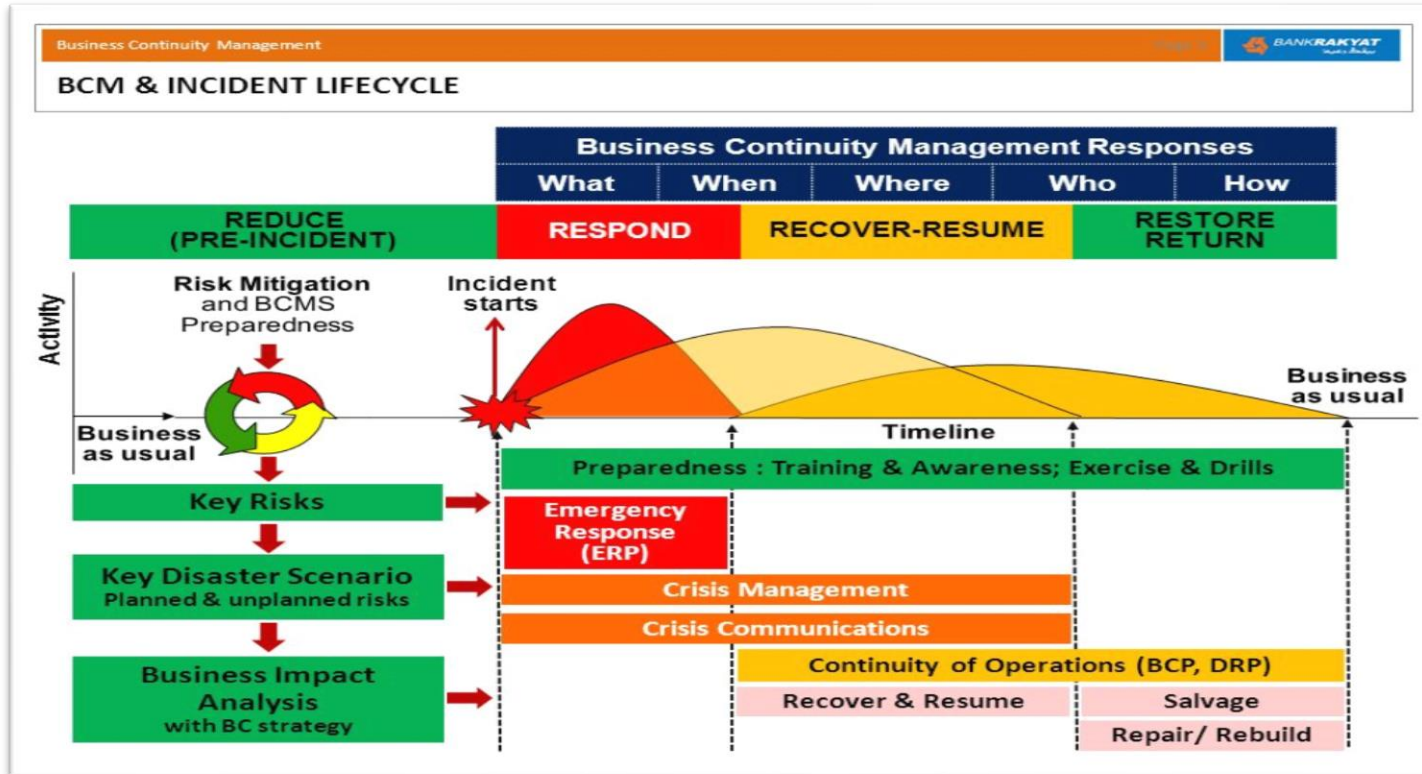 Business Continuity Management
BANKRAKYAT
BCM & INCIDENT LIFECYCLE
Business Continuity Management Responses
What When Where Who How
REDUCE
(PRE-INCIDENT)
RESPOND
RECOVER-RESUME
RESTORE
RETURN
Activity
Risk Mitigation
and BCMS
Preparedness
Incident
starts
Business
as usual
Business
as usual
Timeline
Preparedness : Training & Awareness; Exercise & Drills
Key Risks
Emergency
Response
(ERP)
Key Disaster Scenario
Planned & unplanned risks
Crisis Management
Crisis Communications
Business Impact
Analysis
with BC strategy
Continuity of Operations (BCP, DRP)
Recover & Resume
Salvage
Repair/ Rebuild